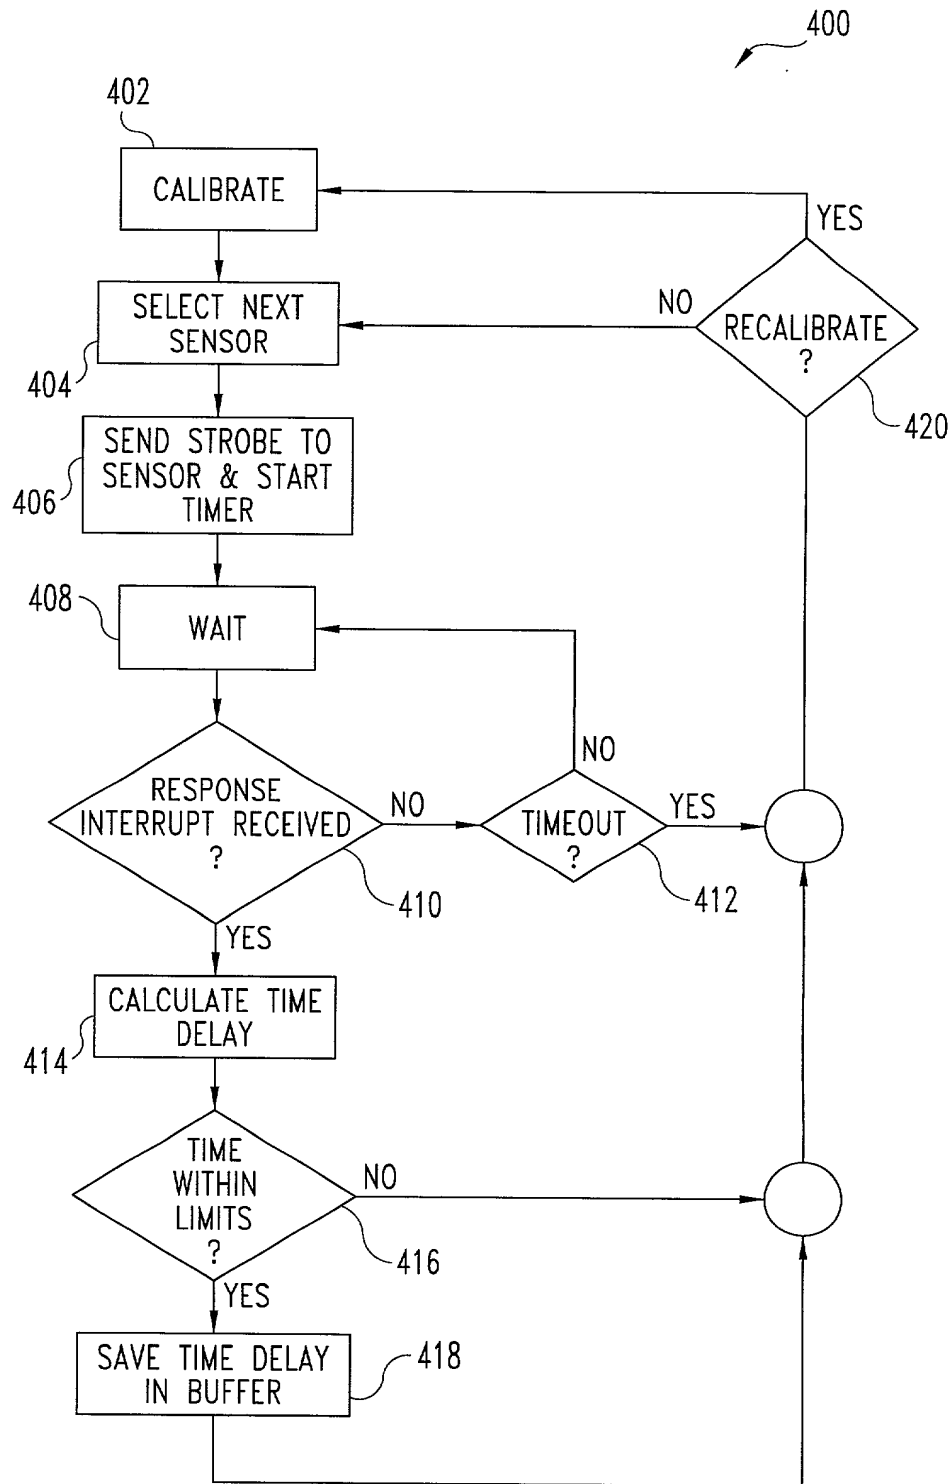 400
402
CALIBRATE
YES
SELECT NEXT
SENSOR
NO
RECALIBRATE
?
404
420
SEND STROBE TO
SENSOR & START
TIMER
406
408
WAIT
NO
RESPONSE
INTERRUPT RECEIVED
?
NO
TIMEOUT
?
YES
410
412
YES
CALCULATE TIME
DELAY
414
TIME
WITHIN
LIMITS
?
NO
416
YES
SAVE TIME DELAY
IN BUFFER
418